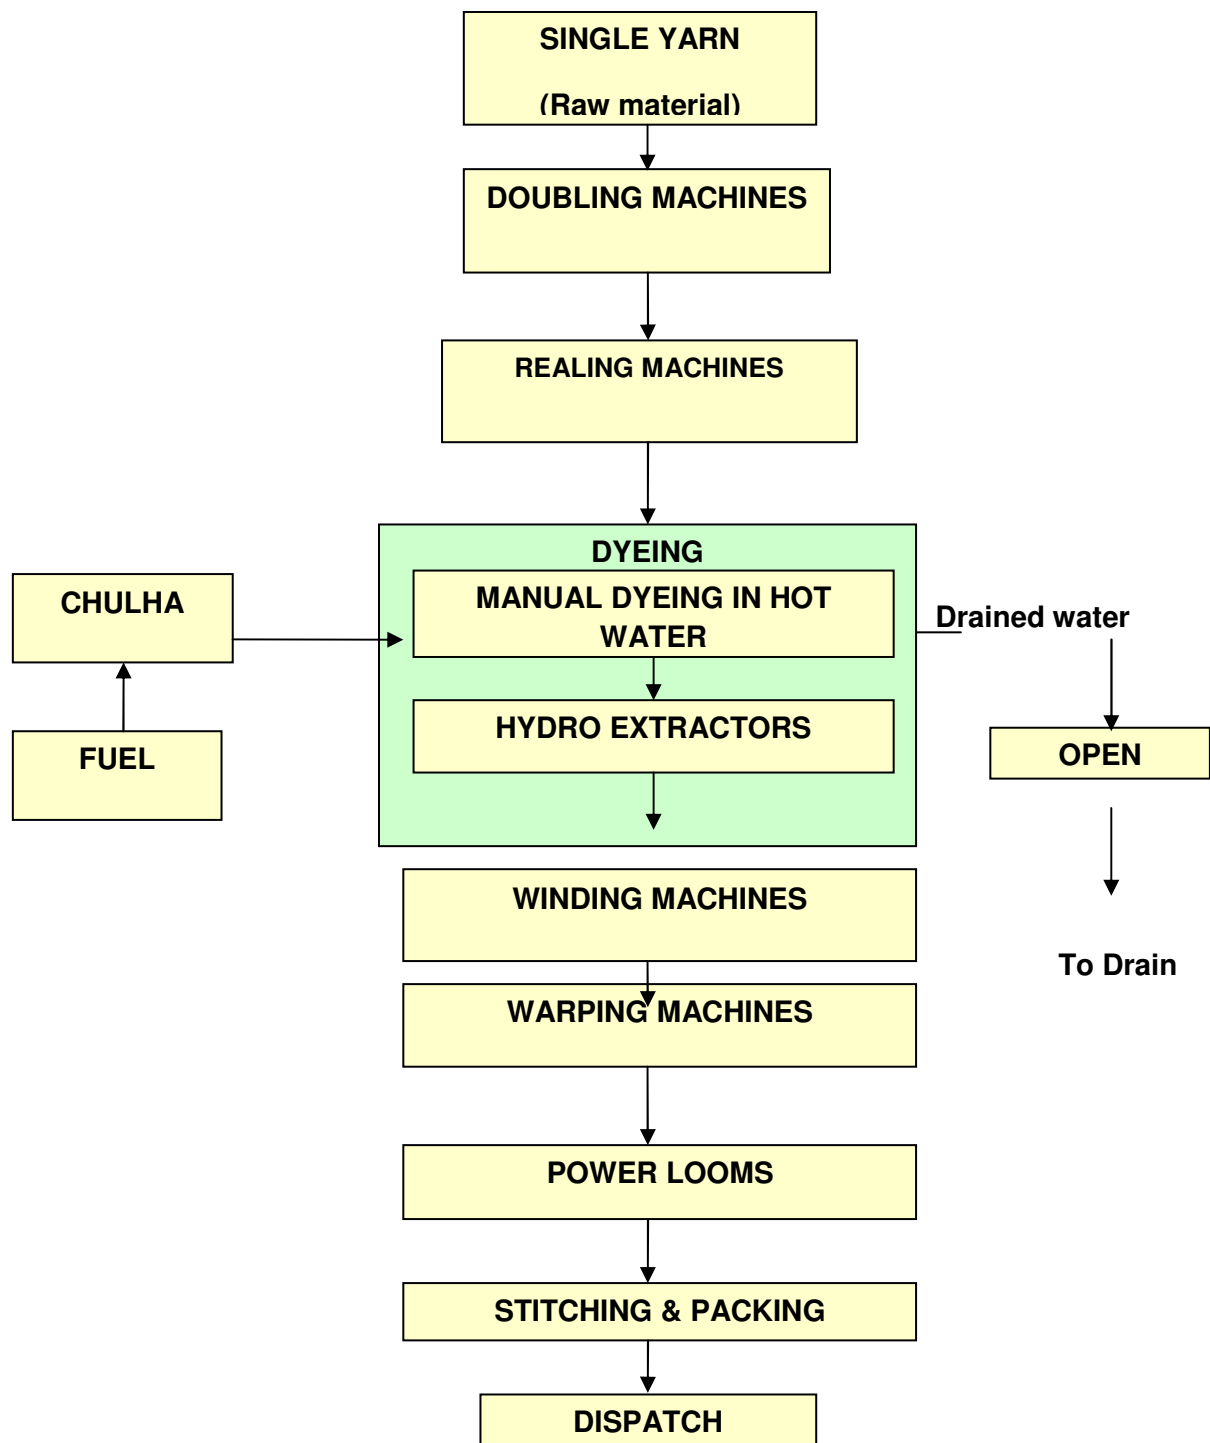 SINGLE YARN
(Raw material)
DOUBLING MACHINES
REALING MACHINES
DYEING
MANUAL DYEING IN HOT
WATER
HYDRO EXTRACTORS
CHULHA
FUEL
Drained water
OPEN
To Drain
WINDING MACHINES
WARPING MACHINES
POWER LOOMS
STITCHING & PACKING
DISPATCH